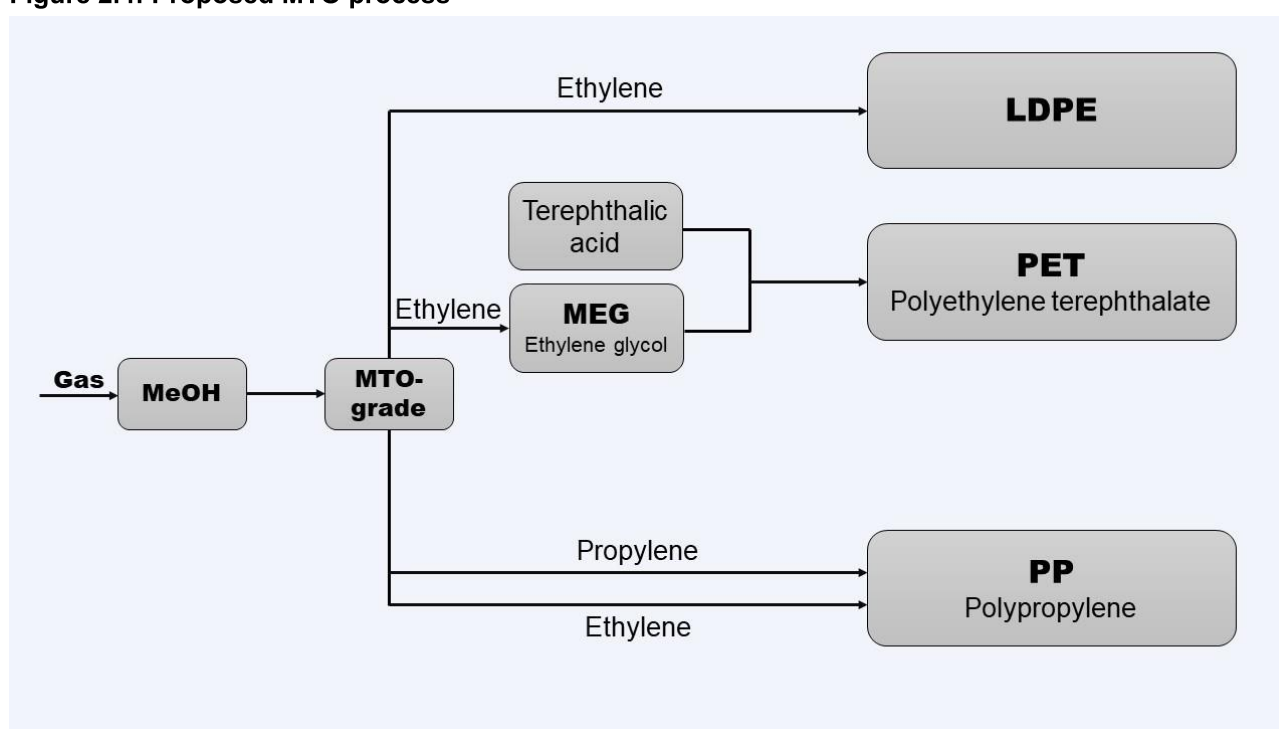 Ethylene
LDPE
Terephthalic
acid
PET
Polyethylene terephthalate
Ethylene
MEG
Ethylene glycol
Gas
MeOH
MTO-
grade
Propylene
PP
Polypropylene
Ethylene